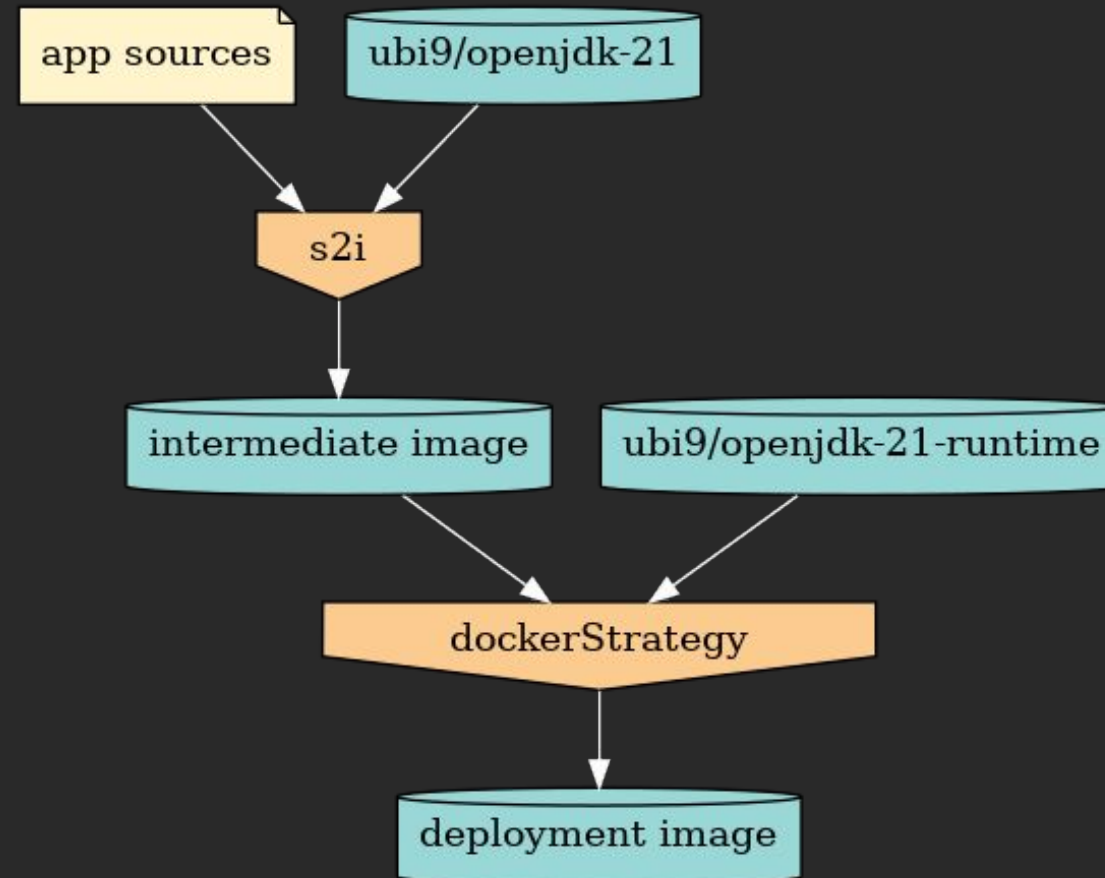 app sources
ubi9/openjdk-21
s2i
intermediate image
ubi9/openjdk-21-runtime
dockerStrategy
deployment image